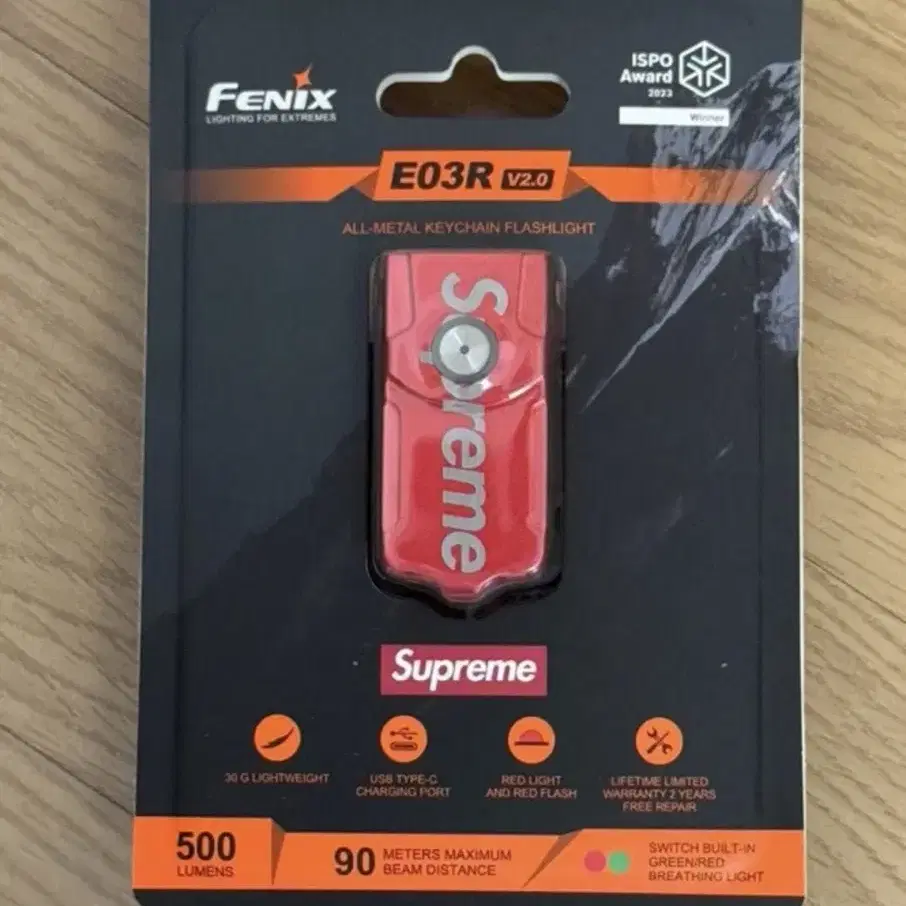 FENIX
LIGHTING FOR EXTREMES
ISPO
Award
2023
Winner
E03R V2.0
ALL-METAL KEYCHAIN FLASHLIGHT
Supreme
Supreme
30 G LIGHTWEIGHT
USB TYPE-C
CHARGING PORT
RED LIGHT
AND RED FLASH
LIFETIME LIMITED
WARRANTY 2 YEARS
FREE REPAIR
500
LUMENS
90 METERS MAXIMUM
BEAM DISTANCE
SWITCH BUILT-IN
GREEN/RED
BREATHING LIGHT